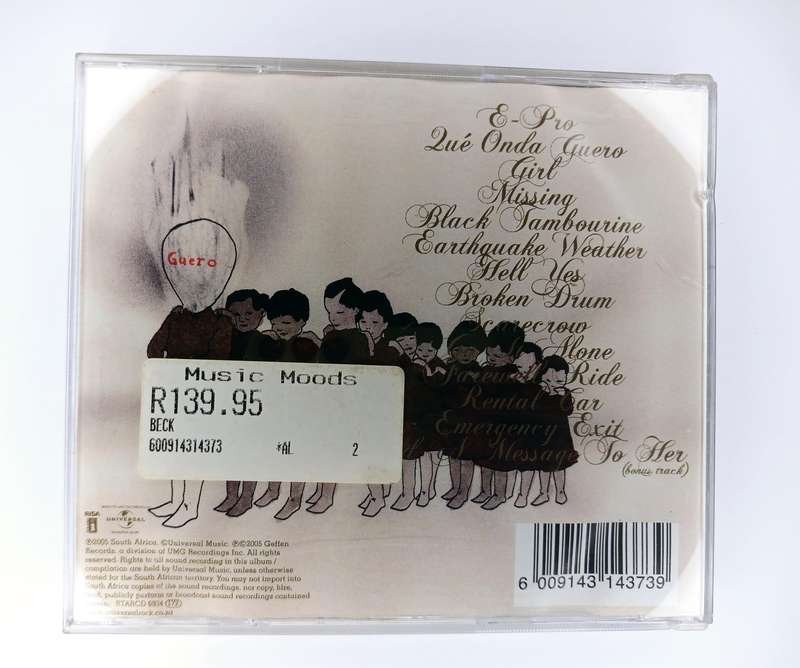 E-Pro
Qué Onda Guero
Girl
Missing
Black Tambourine
Earthquake Weather
Hell Yes
Broken Drum
Scarecrow
Alone
Farewell Ride
Rental Car
Emergency Exit
Message To Her
(bonus track)
Guero
Music Moods
R139.95
BECK
600914314373 *AL 2
RISA
UNIVERSAL
℗2005 South Africa. ©Universal Music. ℗©2005 Geffen
Records. a division of UMG Recordings Inc. All rights
reserved. Rights to all sound recording in this album /
compilation are held by Universal Music, unless otherwise
stated for the South African territory. You may not import into
South Africa copies of the sound recordings, nor copy, hire,
lend, publicly perform or broadcast sound recordings contained
STARCD 6934
6 009143 143739